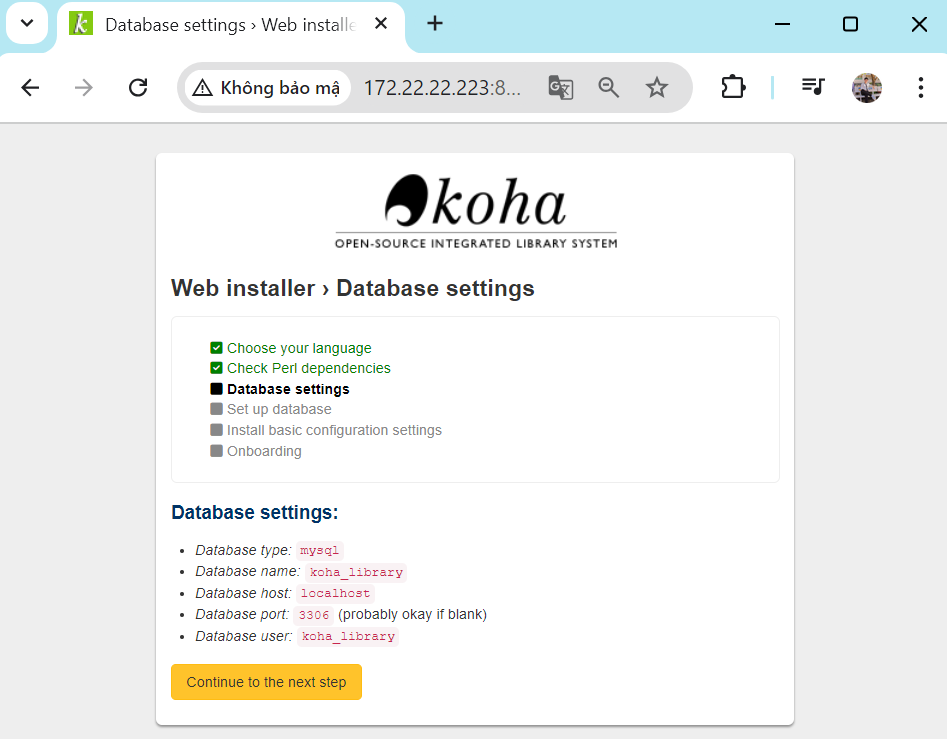 Database settings › Web installe
Không bảo mậ
172.22.22.223:8...
koha
OPEN-SOURCE INTEGRATED LIBRARY SYSTEM
Web installer › Database settings
Choose your language
Check Perl dependencies
Database settings
Set up database
Install basic configuration settings
Onboarding
Database settings:
Database type: mysql
Database name: koha_library
Database host: localhost
Database port: 3306 (probably okay if blank)
Database user: koha_library
Continue to the next step